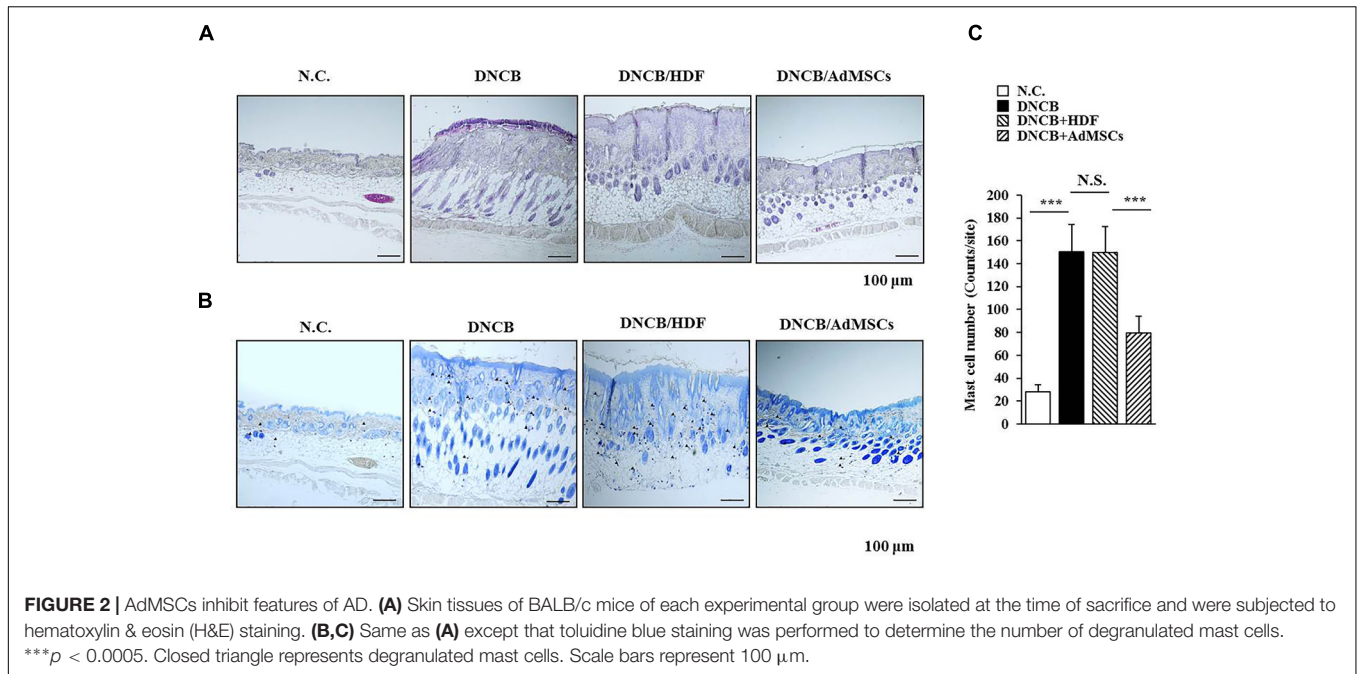 A
N.C.
DNCB
DNCB/HDF
DNCB/AdMSCs
100 μm
B
N.C.
DNCB
DNCB/HDF
DNCB/AdMSCs
100 μm
C
N.C.
DNCB
DNCB+HDF
DNCB+AdMSCs
N.S.
***
***
Mast cell number (Counts/site)
200
180
160
140
120
100
80
60
40
20
0
FIGURE 2 | AdMSCs inhibit features of AD. (A) Skin tissues of BALB/c mice of each experimental group were isolated at the time of sacrifice and were subjected to
hematoxylin & eosin (H&E) staining. (B,C) Same as (A) except that toluidine blue staining was performed to determine the number of degranulated mast cells.
***p < 0.0005. Closed triangle represents degranulated mast cells. Scale bars represent 100 μm.